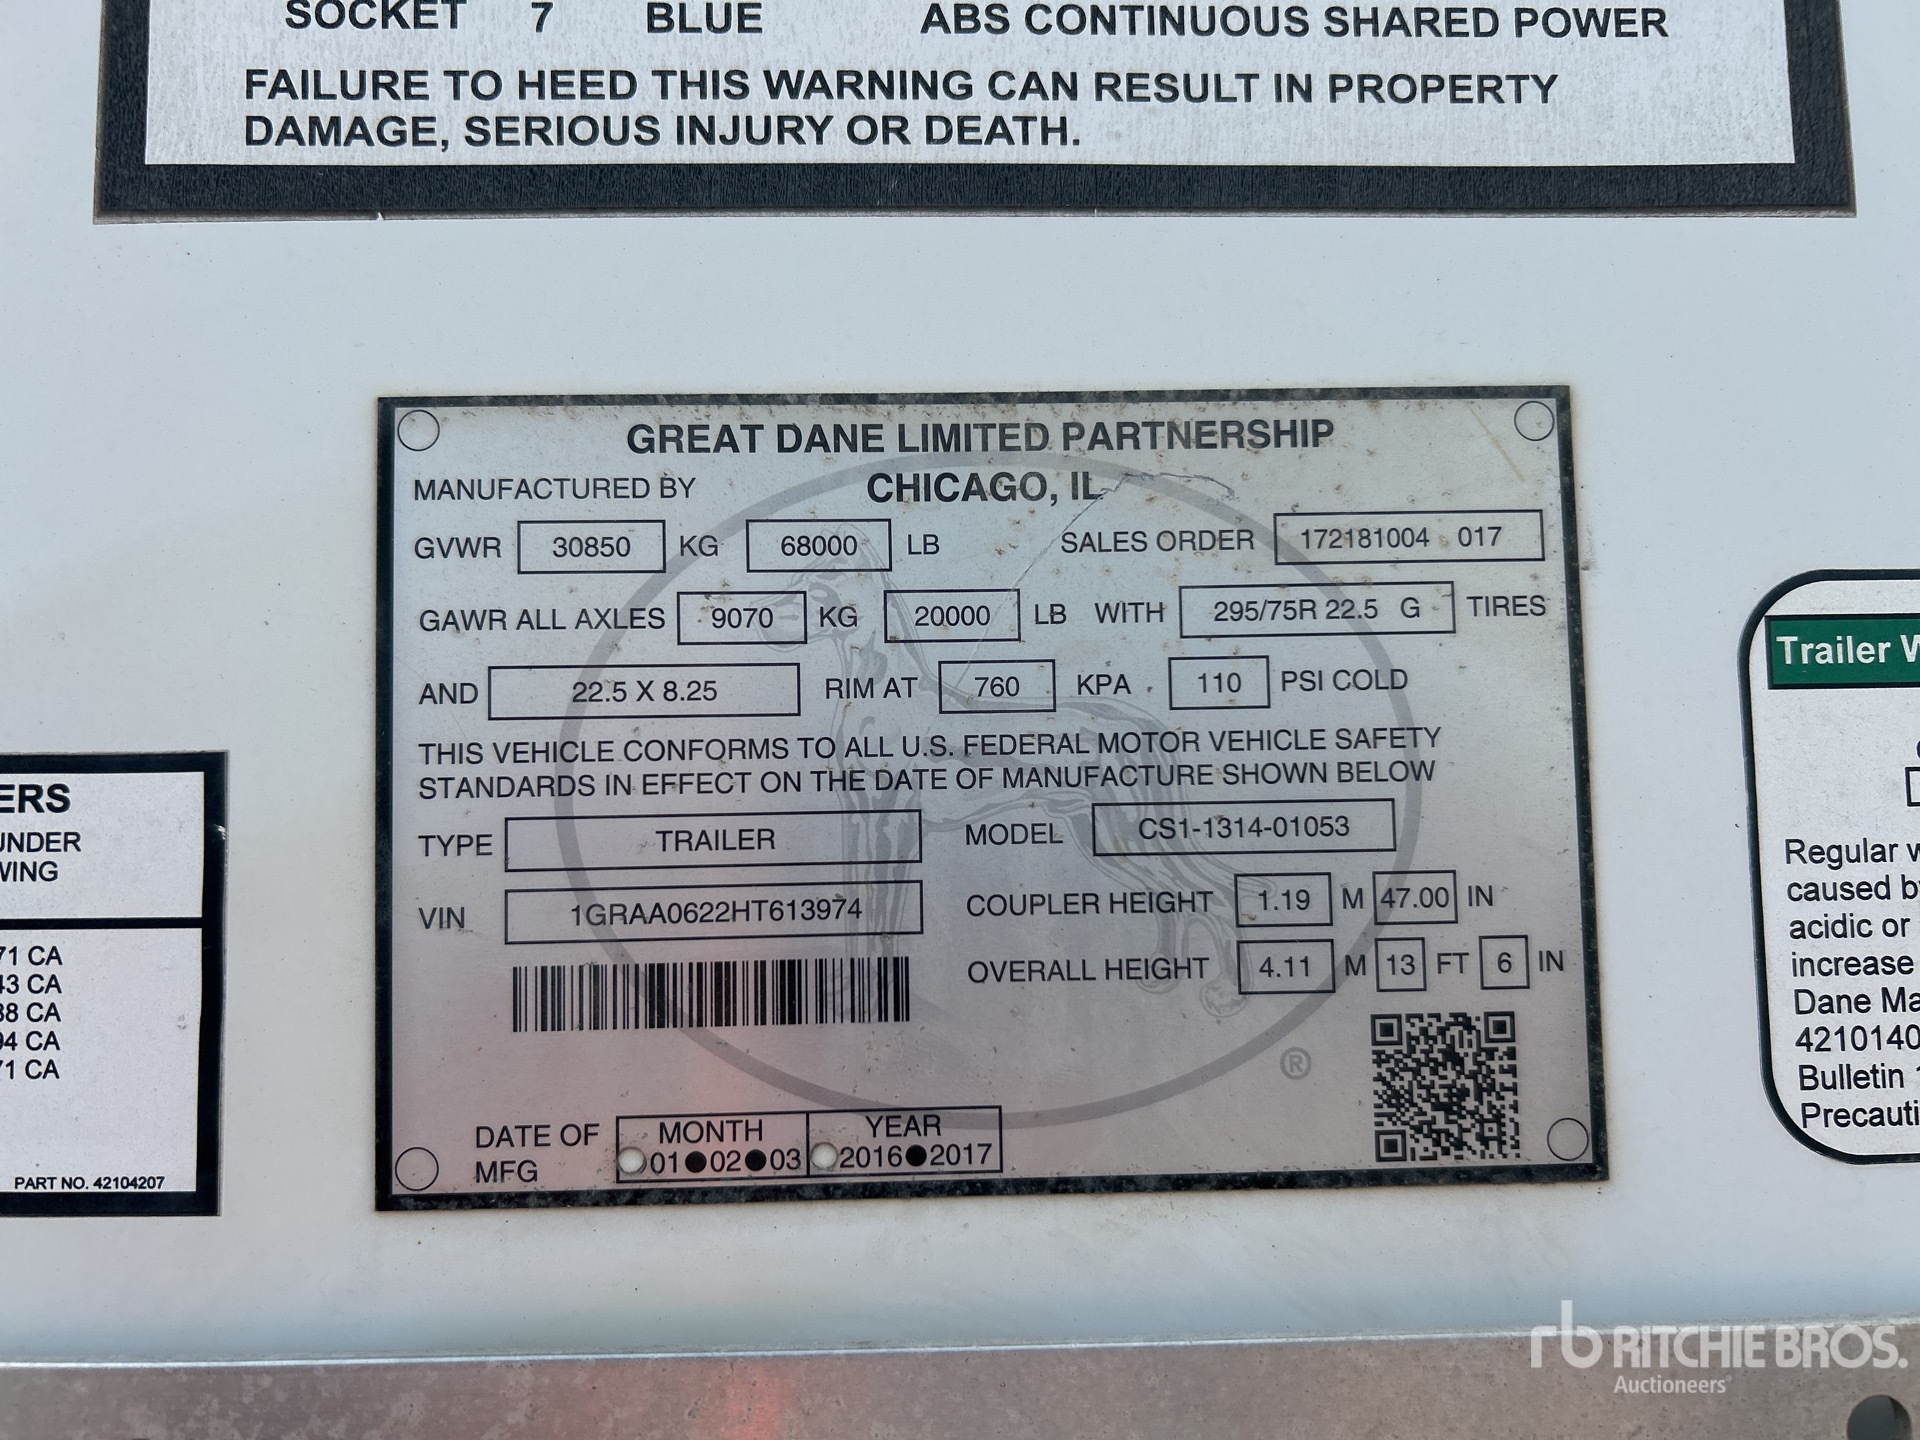 SOCKET 7 BLUE ABS CONTINUOUS SHARED POWER
FAILURE TO HEED THIS WARNING CAN RESULT IN PROPERTY
DAMAGE, SERIOUS INJURY OR DEATH.
GREAT DANE LIMITED PARTNERSHIP
MANUFACTURED BY CHICAGO, IL
GVWR 30850 KG 68000 LB SALES ORDER 172181004 017
GAWR ALL AXLES 9070 KG 20000 LB WITH 295/75R 22.5 G TIRES
AND 22.5 X 8.25 RIM AT 760 KPA 110 PSI COLD
THIS VEHICLE CONFORMS TO ALL U.S. FEDERAL MOTOR VEHICLE SAFETY
STANDARDS IN EFFECT ON THE DATE OF MANUFACTURE SHOWN BELOW
TYPE TRAILER MODEL CS1-1314-01053
VIN 1GRAA0622HT613974 COUPLER HEIGHT 1.19 M 47.00 IN
OVERALL HEIGHT 4.11 M 13 FT 6 IN
®
DATE OF MFG MONTH YEAR
01 02 03 2016 2017
ERS
UNDER
WING
71 CA
43 CA
38 CA
94 CA
71 CA
PART NO. 42104207
Trailer W
Regular w
caused by
acidic or
increase
Dane Ma
4210140
Bulletin 1
Precauti
rb RITCHIE BROS.
Auctioneers